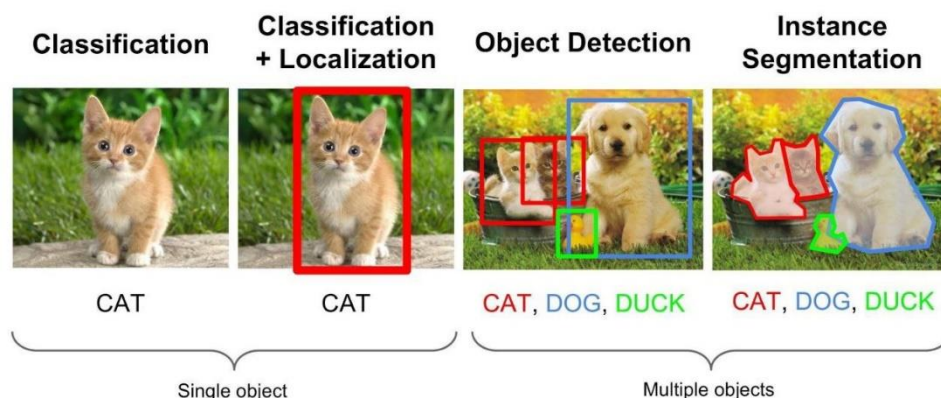 Classification
Classification
+ Localization
Object Detection
Instance
Segmentation
CAT
CAT
CAT, DOG, DUCK
CAT, DOG, DUCK
Single object
Multiple objects